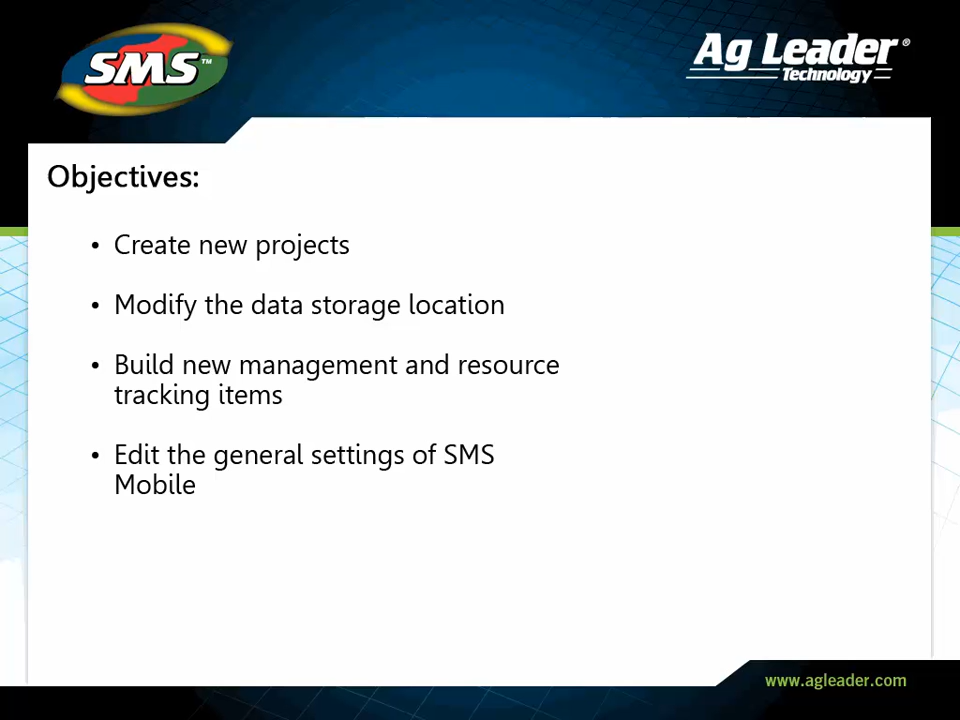 SMS™
Ag Leader®
Technology
Objectives:
• Create new projects
• Modify the data storage location
• Build new management and resource
tracking items
• Edit the general settings of SMS
Mobile
www.agleader.com